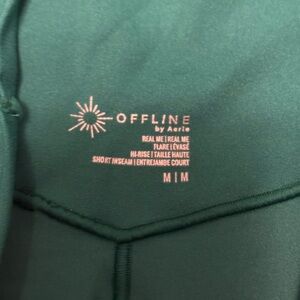 OFFLINE
by Aerie
REAL ME | REAL ME
FLARE | ÉVASÉ
HI-RISE | TAILLE HAUTE
SHORT INSEAM | ENTREJAMBE COURT
M | M